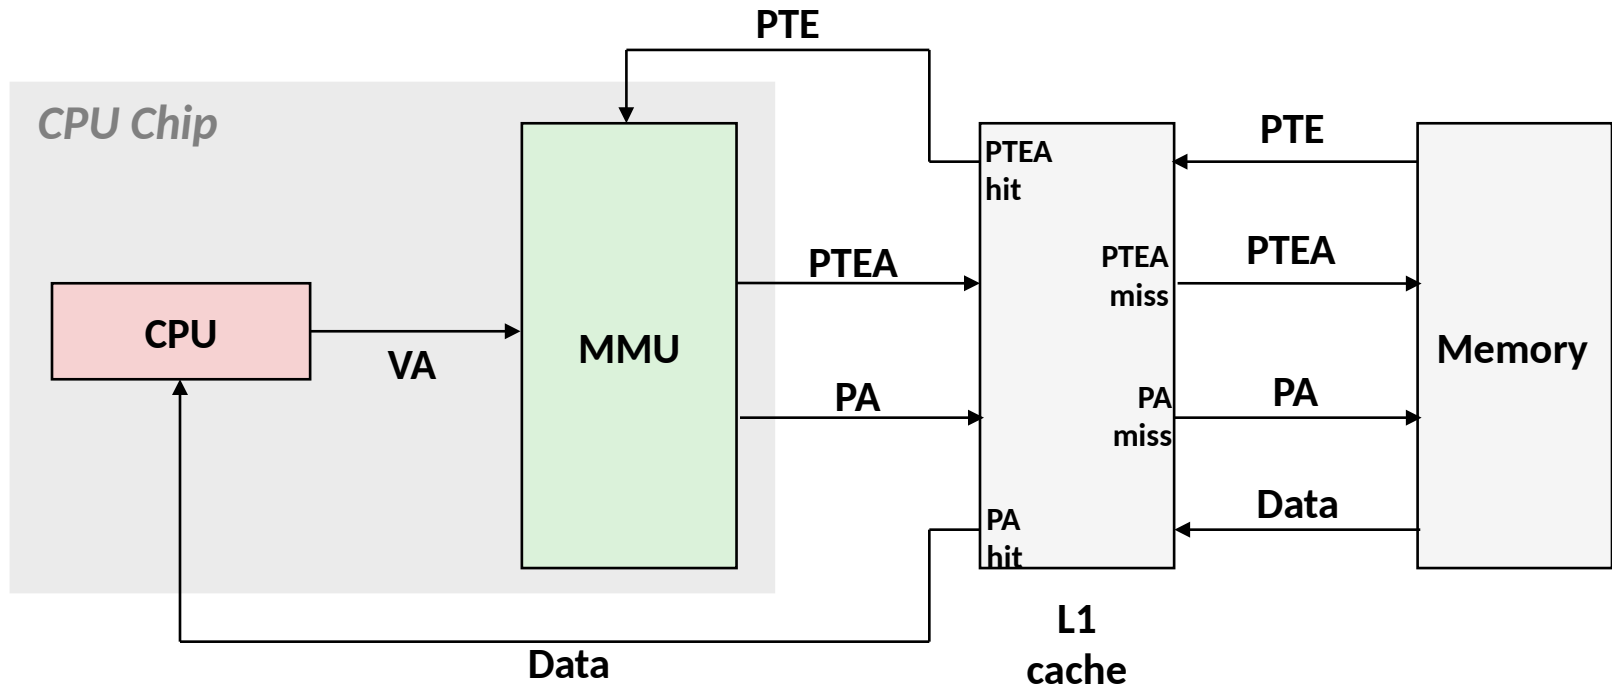 PTE
CPU Chip
PTEA
hit
PTE
PTEA
PTEA
miss
PTEA
CPU
VA
MMU
Memory
PA
PA
miss
PA
PA
hit
Data
L1
cache
Data